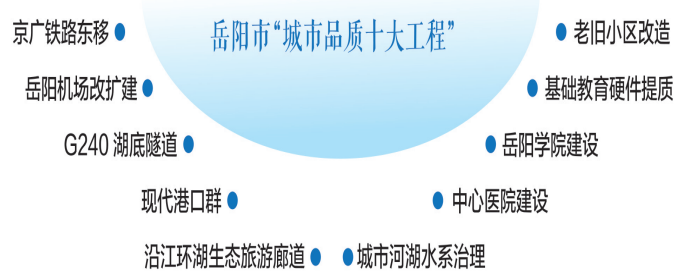 岳阳市“城市品质十大工程”
京广铁路东移
老旧小区改造
岳阳机场改扩建
基础教育硬件提质
G240 湖底隧道
岳阳学院建设
现代港口群
中心医院建设
沿江环湖生态旅游廊道
城市河湖水系治理